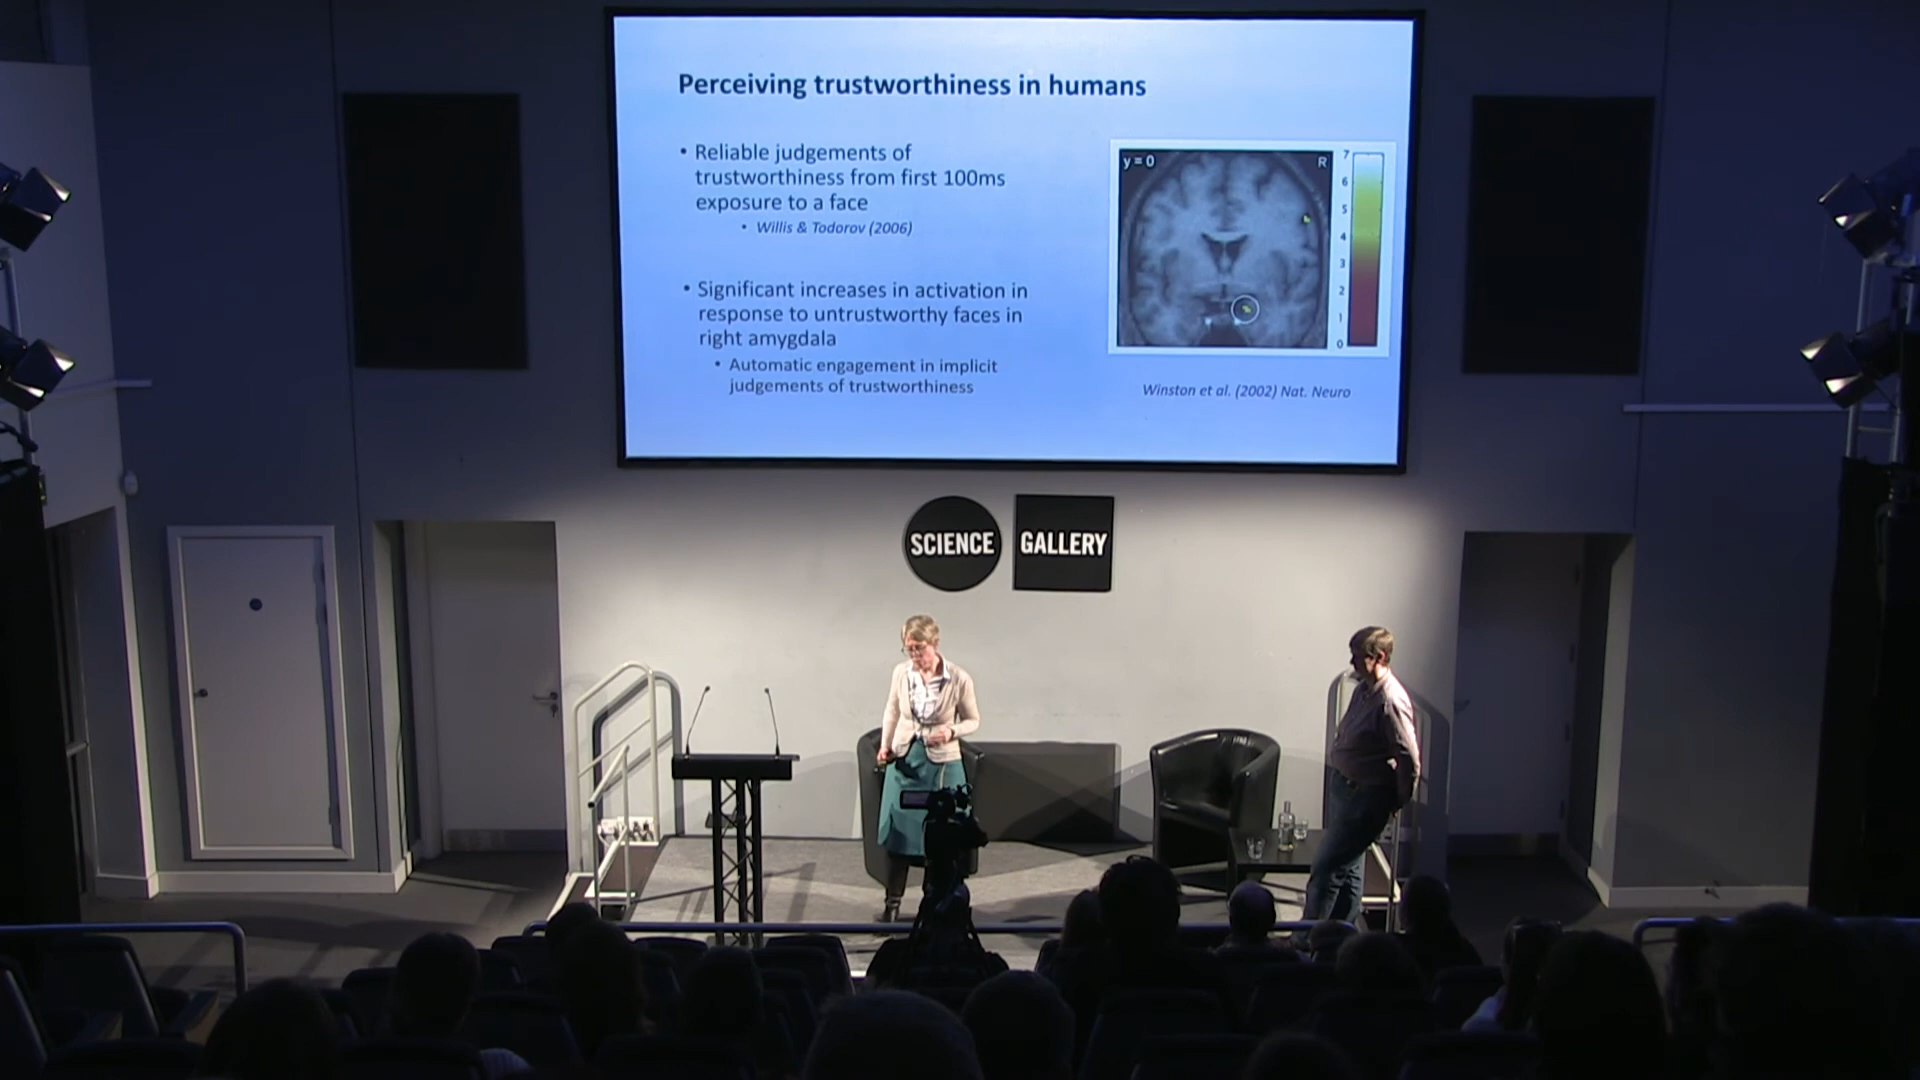 Perceiving trustworthiness in humans
• Reliable judgements of
trustworthiness from first 100ms
exposure to a face
• Willis & Todorov (2006)
• Significant increases in activation in
response to untrustworthy faces in
right amygdala
• Automatic engagement in implicit
judgements of trustworthiness
y = 0
R
7
6
5
4
3
2
1
0
Winston et al. (2002) Nat. Neuro
SCIENCE
GALLERY